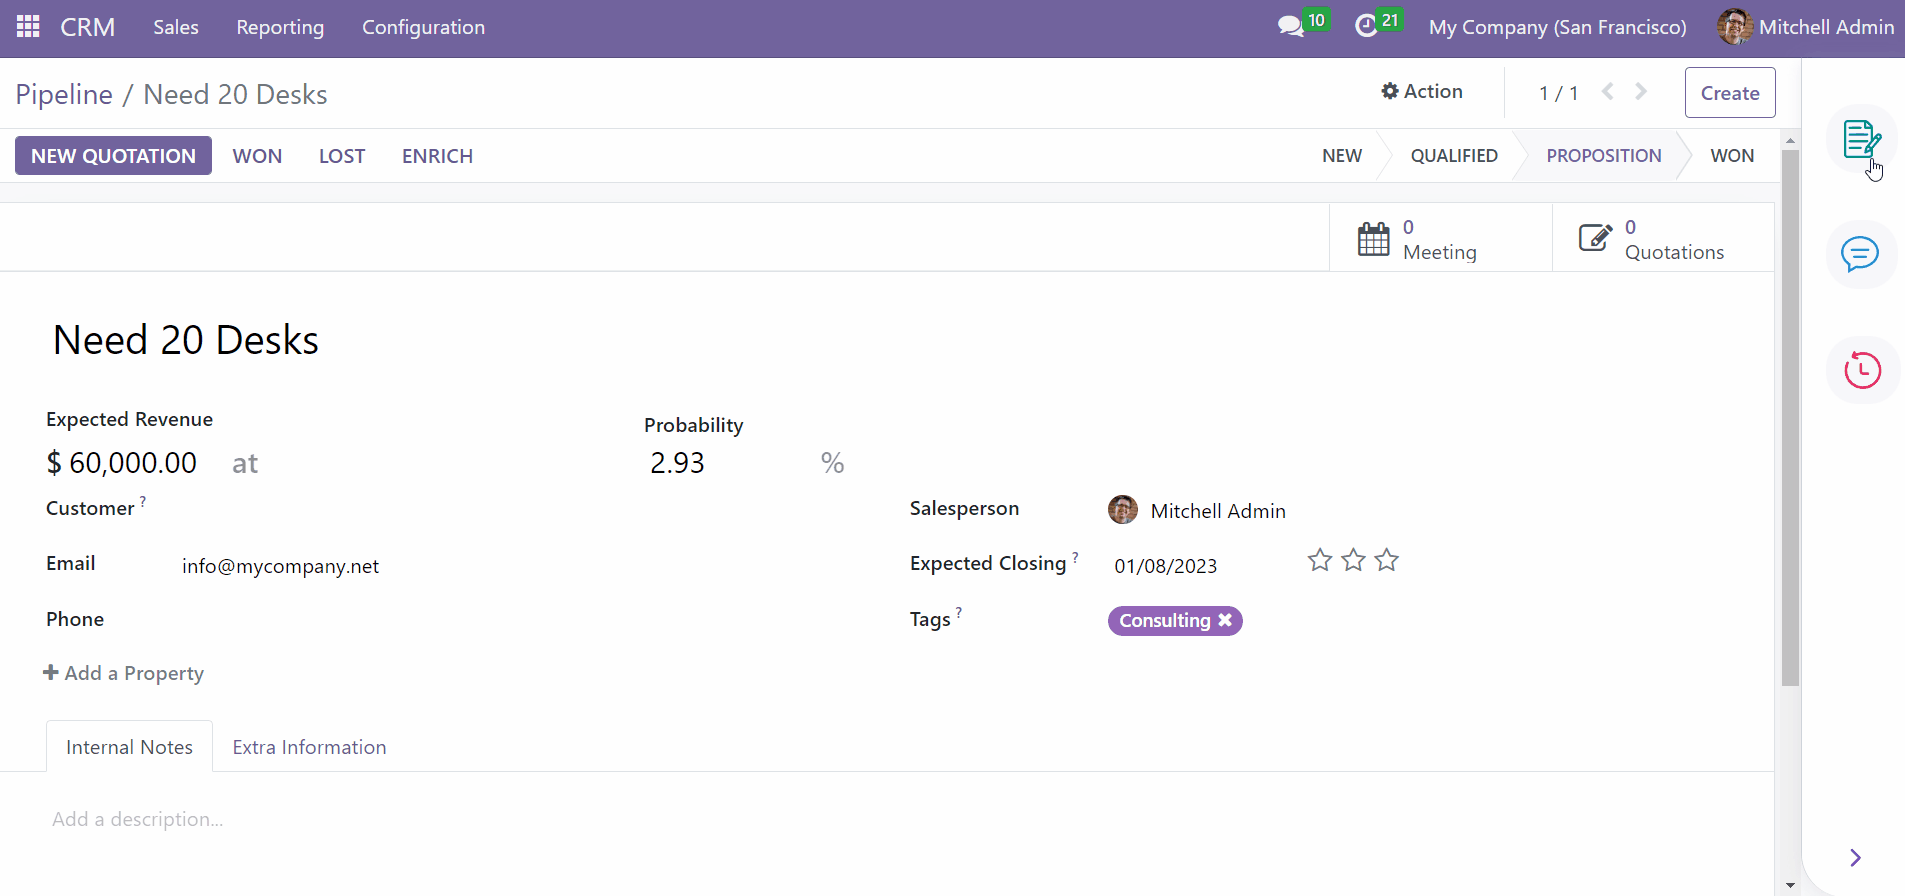 CRM Sales Reporting Configuration 10 21 My Company (San Francisco) Mitchell Admin
Pipeline / Need 20 Desks Action 1 / 1 Create
NEW QUOTATION WON LOST ENRICH NEW QUALIFIED PROPOSITION WON
0 Meeting
0 Quotations
Need 20 Desks
Expected Revenue
Probability
$ 60,000.00 at
2.93 %
Customer ?
Salesperson Mitchell Admin
Email info@mycompany.net
Expected Closing ? 01/08/2023
Phone
Tags ? Consulting
Add a Property
Internal Notes Extra Information
Add a description...